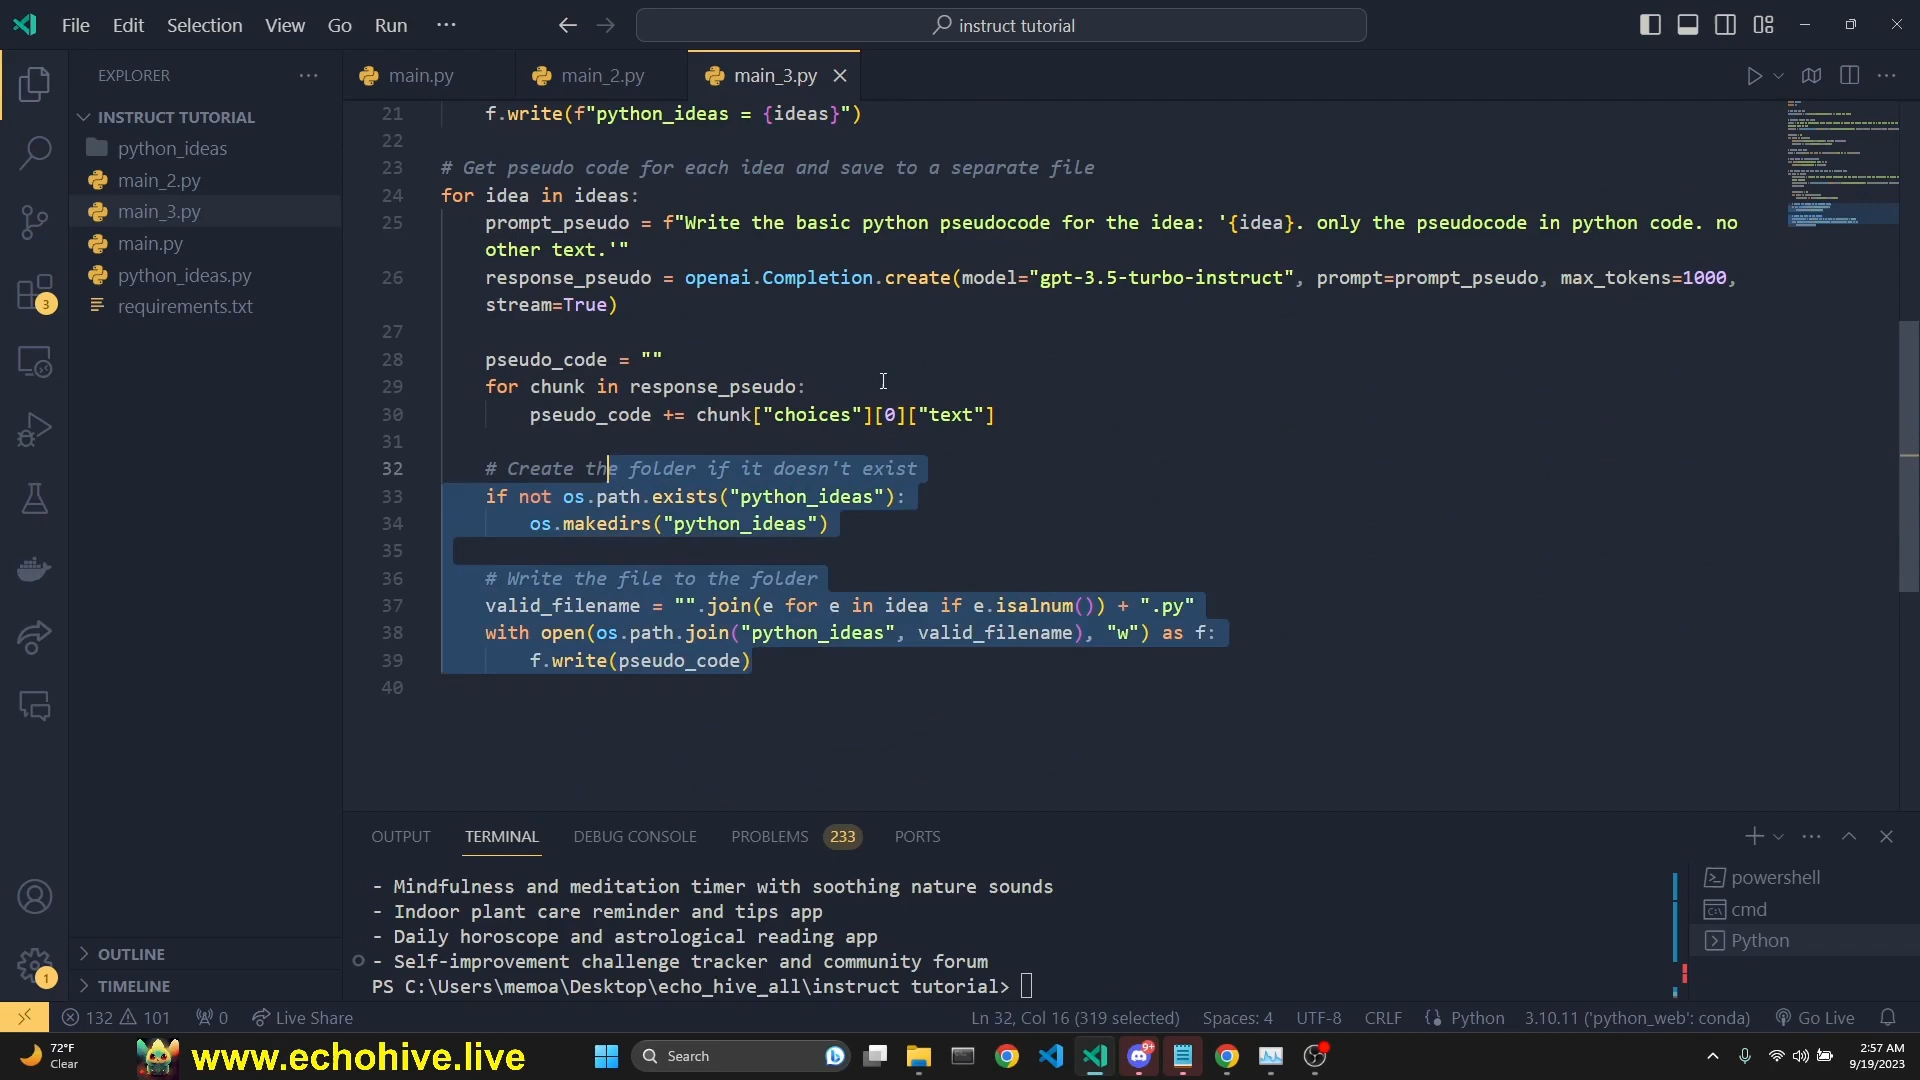 File Edit Selection View Go Run ··· instruct tutorial
EXPLORER ··· main.py main_2.py main_3.py
INSTRUCT TUTORIAL
python_ideas
main_2.py
main_3.py
main.py
python_ideas.py
requirements.txt
21 f.write(f"python_ideas = {ideas}")
22
23 # Get pseudo code for each idea and save to a separate file
24 for idea in ideas:
25 prompt_pseudo = f"Write the basic python pseudocode for the idea: '{idea}. only the pseudocode in python code. no
other text.'"
26 response_pseudo = openai.Completion.create(model="gpt-3.5-turbo-instruct", prompt=prompt_pseudo, max_tokens=1000,
stream=True)
27
28 pseudo_code = ""
29 for chunk in response_pseudo:
30 pseudo_code += chunk["choices"][0]["text"]
31
32 # Create the folder if it doesn't exist
33 if not os.path.exists("python_ideas"):
34 os.makedirs("python_ideas")
35
36 # Write the file to the folder
37 valid_filename = "".join(e for e in idea if e.isalnum()) + ".py"
38 with open(os.path.join("python_ideas", valid_filename), "w") as f:
39 f.write(pseudo_code)
40
3
OUTPUT TERMINAL DEBUG CONSOLE PROBLEMS 233 PORTS
- Mindfulness and meditation timer with soothing nature sounds
- Indoor plant care reminder and tips app
- Daily horoscope and astrological reading app
- Self-improvement challenge tracker and community forum
PS C:\Users\memoa\Desktop\echo_hive_all\instruct tutorial>
powershell
cmd
Python
OUTLINE
TIMELINE
1
132 101 0 Live Share Ln 32, Col 16 (319 selected) Spaces: 4 UTF-8 CRLF Python 3.10.11 ('python_web': conda) Go Live
72°F
Clear
www.echohive.live
Search
9+
2:57 AM
9/19/2023